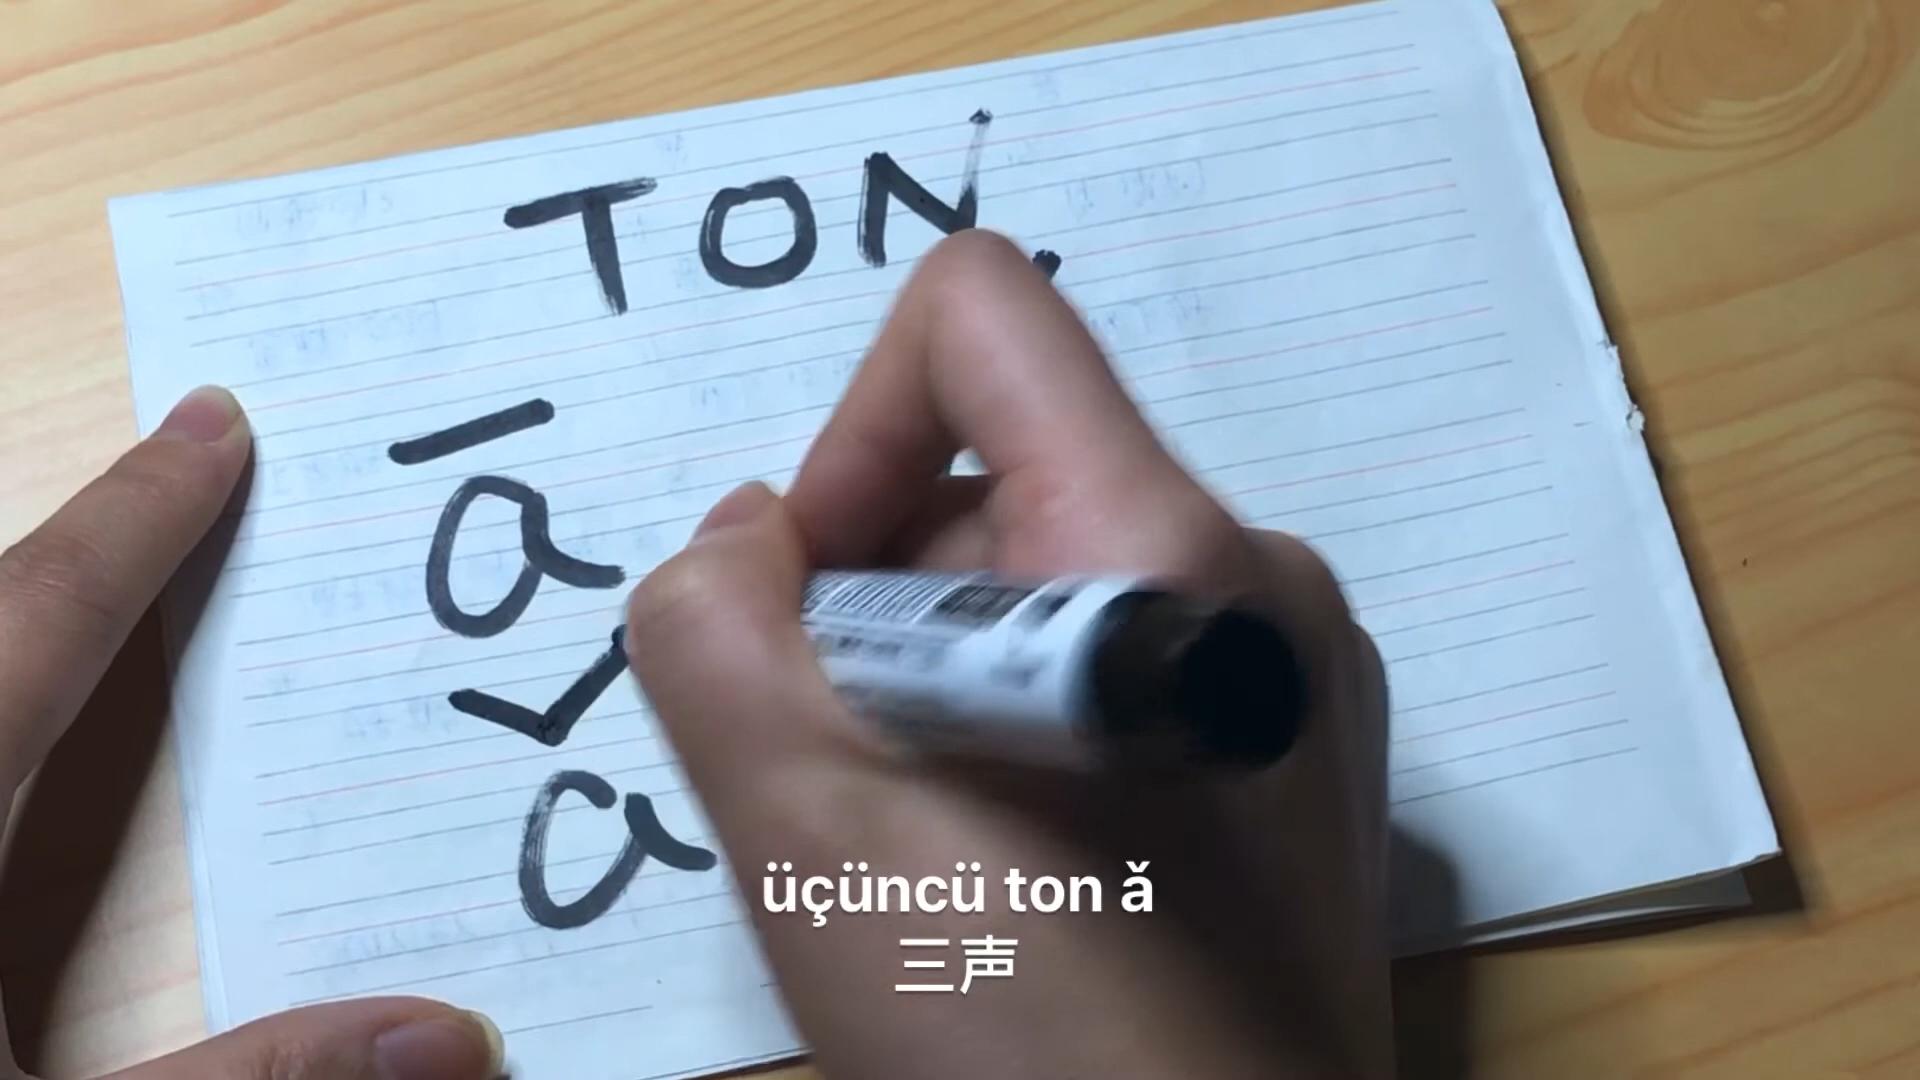 TON
ā
ǎ
üçüncü ton ǎ
三声